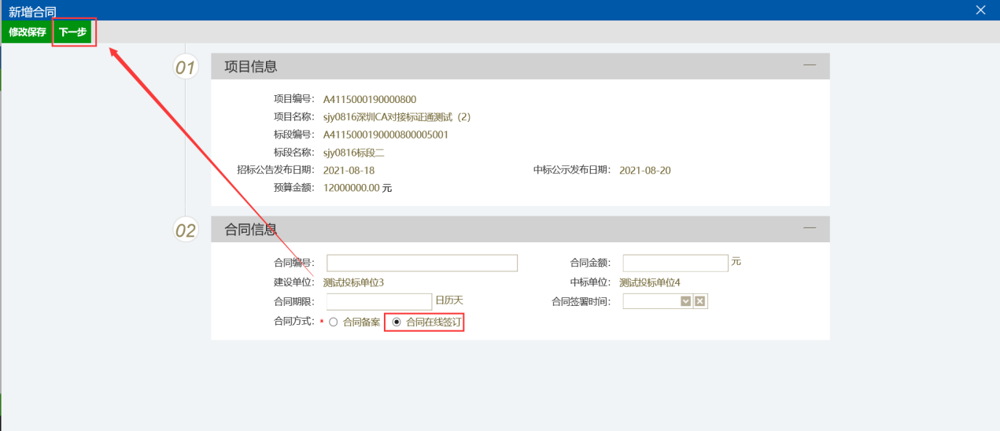 新增合同
修改保存 下一步
01 项目信息
项目编号： A4115000190000800
项目名称： sjy0816深圳CA对接标证通测试（2）
标段编号： A4115000190000800005001
标段名称： sjy0816标段二
招标公告发布日期： 2021-08-18 中标公示发布日期： 2021-08-20
预算金额： 12000000.00 元
02 合同信息
合同编号： 合同金额： 元
建设单位： 测试投标单位3 中标单位： 测试投标单位4
合同期限： 日历天 合同签署时间：
合同方式： * 合同备案 合同在线签订